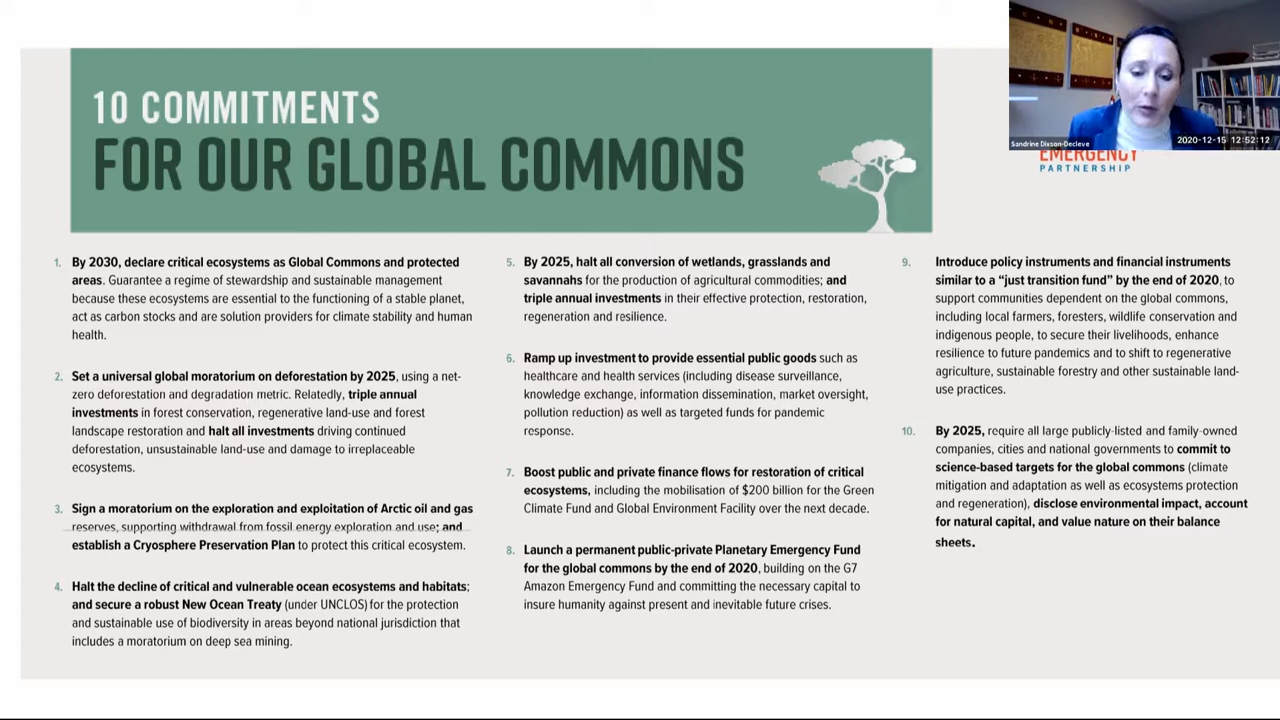 10 COMMITMENTS
FOR OUR GLOBAL COMMONS
Sandrine Dixson-Decleve
2020-12-15 12:52:12
EMERGENCY
PARTNERSHIP
1. By 2030, declare critical ecosystems as Global Commons and protected
areas. Guarantee a regime of stewardship and sustainable management
because these ecosystems are essential to the functioning of a stable planet,
act as carbon stocks and are solution providers for climate stability and human
health.
2. Set a universal global moratorium on deforestation by 2025, using a net-
zero deforestation and degradation metric. Relatedly, triple annual
investments in forest conservation, regenerative land-use and forest
landscape restoration and halt all investments driving continued
deforestation, unsustainable land-use and damage to irreplaceable
ecosystems.
3. Sign a moratorium on the exploration and exploitation of Arctic oil and gas
reserves, supporting withdrawal from fossil energy exploration and use; and
establish a Cryosphere Preservation Plan to protect this critical ecosystem.
4. Halt the decline of critical and vulnerable ocean ecosystems and habitats;
and secure a robust New Ocean Treaty (under UNCLOS) for the protection
and sustainable use of biodiversity in areas beyond national jurisdiction that
includes a moratorium on deep sea mining.
5. By 2025, halt all conversion of wetlands, grasslands and
savannahs for the production of agricultural commodities; and
triple annual investments in their effective protection, restoration,
regeneration and resilience.
6. Ramp up investment to provide essential public goods such as
healthcare and health services (including disease surveillance,
knowledge exchange, information dissemination, market oversight,
pollution reduction) as well as targeted funds for pandemic
response.
7. Boost public and private finance flows for restoration of critical
ecosystems, including the mobilisation of $200 billion for the Green
Climate Fund and Global Environment Facility over the next decade.
8. Launch a permanent public-private Planetary Emergency Fund
for the global commons by the end of 2020, building on the G7
Amazon Emergency Fund and committing the necessary capital to
insure humanity against present and inevitable future crises.
9. Introduce policy instruments and financial instruments
similar to a “just transition fund” by the end of 2020, to
support communities dependent on the global commons,
including local farmers, foresters, wildlife conservation and
indigenous people, to secure their livelihoods, enhance
resilience to future pandemics and to shift to regenerative
agriculture, sustainable forestry and other sustainable land-
use practices.
10. By 2025, require all large publicly-listed and family-owned
companies, cities and national governments to commit to
science-based targets for the global commons (climate
mitigation and adaptation as well as ecosystems protection
and regeneration), disclose environmental impact, account
for natural capital, and value nature on their balance
sheets.